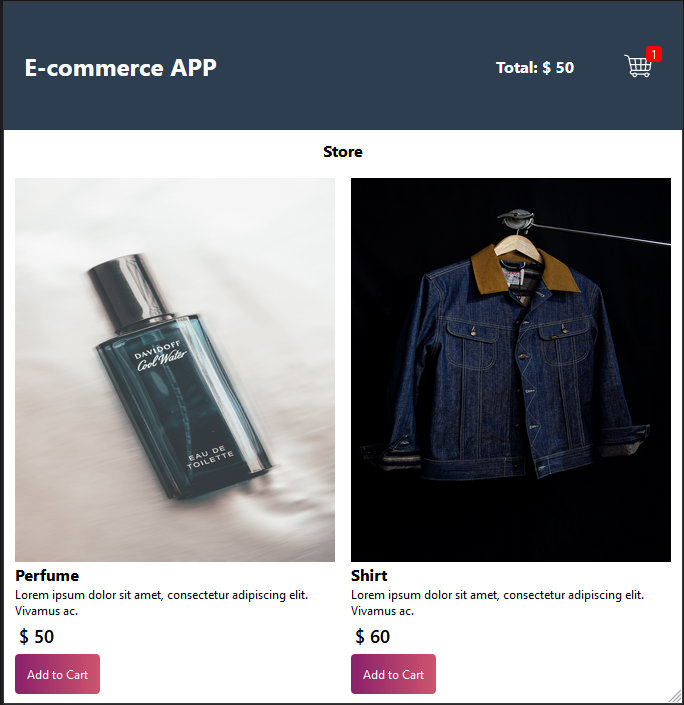 E-commerce APP
Total: $ 50
1
Store
DAVIDOFF
Cool Water
EAU DE
TOILETTE
Perfume
Lorem ipsum dolor sit amet, consectetur adipiscing elit.
Vivamus ac.
$ 50
Add to Cart
Shirt
Lorem ipsum dolor sit amet, consectetur adipiscing elit.
Vivamus ac.
$ 60
Add to Cart